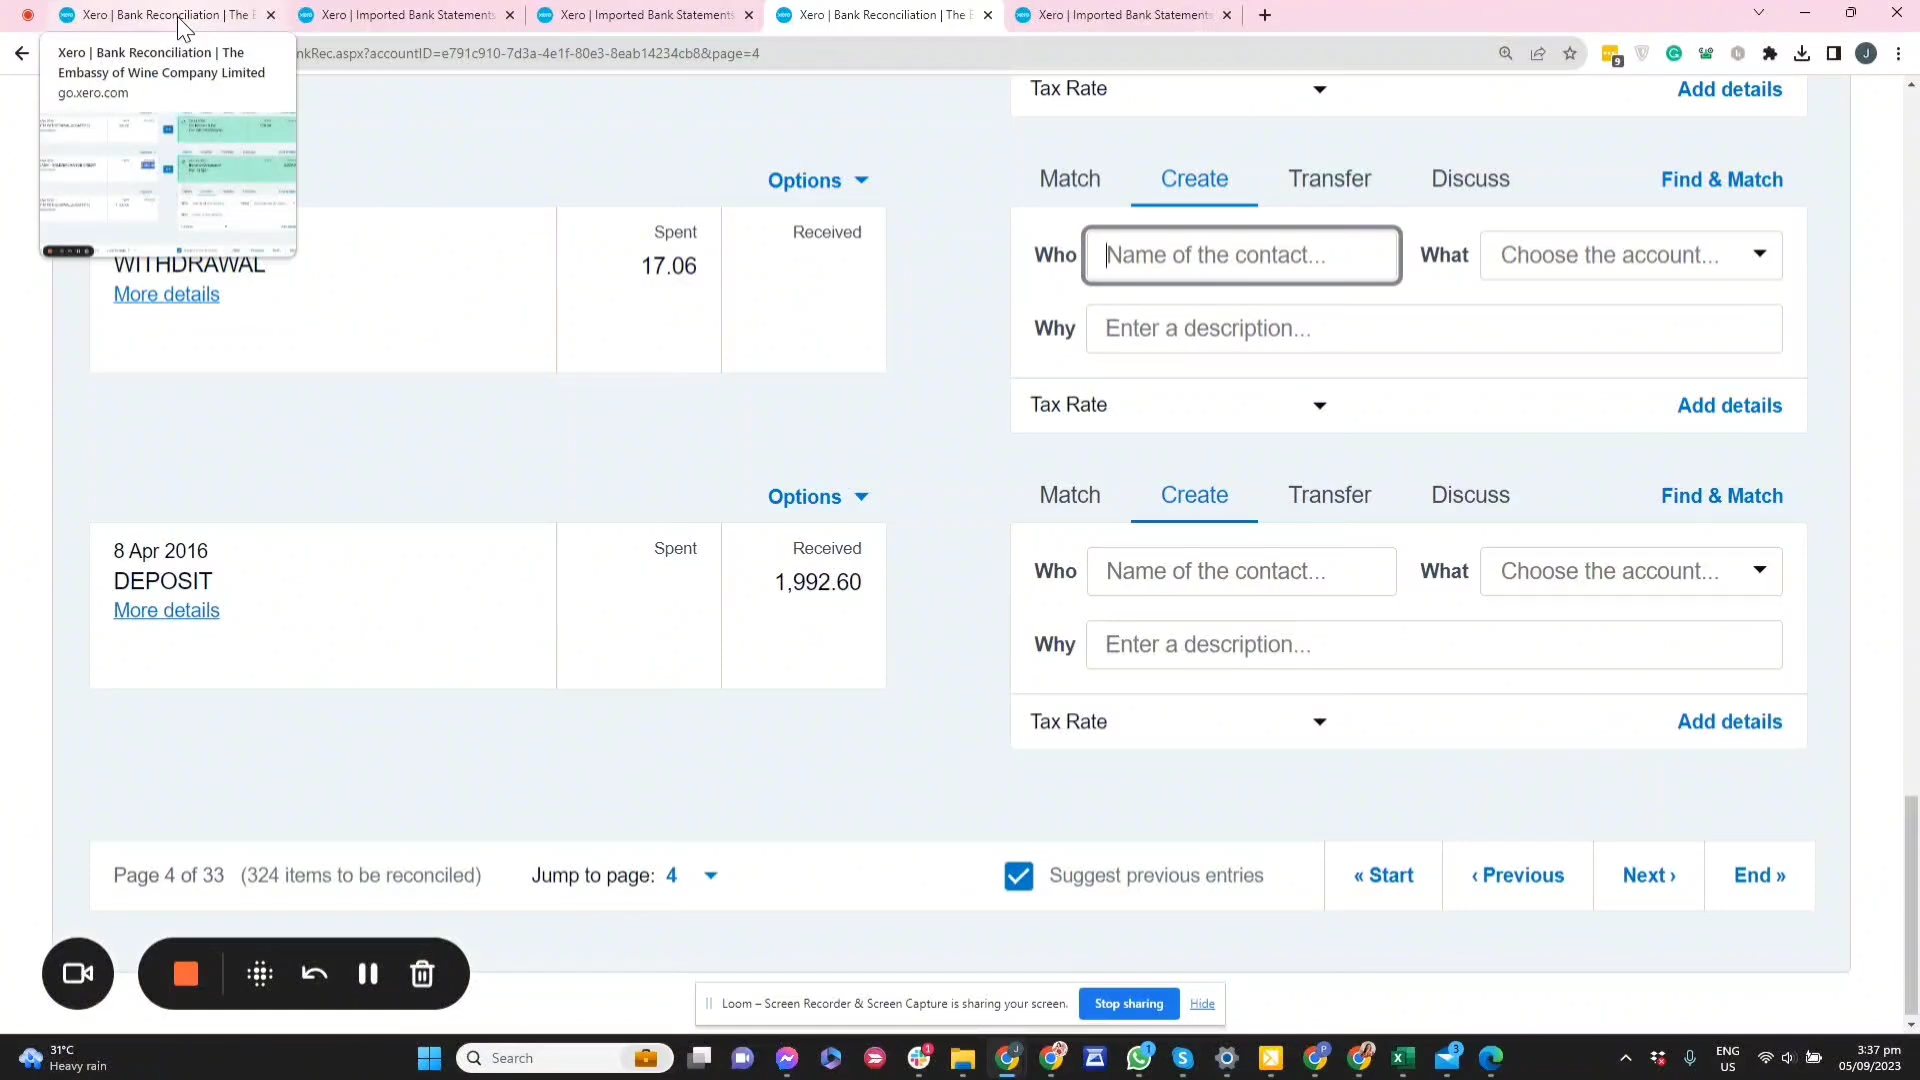 Xero | Bank Reconciliation | The E
Xero | Imported Bank Statements
Xero | Imported Bank Statements
Xero | Bank Reconciliation | The E
Xero | Imported Bank Statements
nkRec.aspx?accountID=e791c910-7d3a-4e1f-80e3-8eab14234cb8&page=4
9
J
Xero | Bank Reconciliation | The
Embassy of Wine Company Limited
go.xero.com
Tax Rate
Add details
Options
Match
Create
Transfer
Discuss
Find & Match
WITHDRAWAL
More details
Spent
17.06
Received
Who
Name of the contact...
What
Choose the account...
Why
Enter a description...
Tax Rate
Add details
Options
Match
Create
Transfer
Discuss
Find & Match
8 Apr 2016
DEPOSIT
More details
Spent
Received
1,992.60
Who
Name of the contact...
What
Choose the account...
Why
Enter a description...
Tax Rate
Add details
Page 4 of 33 (324 items to be reconciled)
Jump to page: 4
Suggest previous entries
« Start
‹ Previous
Next ›
End »
Loom – Screen Recorder & Screen Capture is sharing your screen.
Stop sharing
Hide
31°C
Heavy rain
Search
ENG
US
3:37 pm
05/09/2023